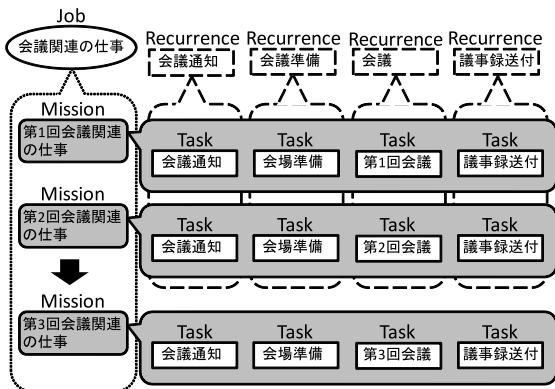 Job
会議関連の仕事
Recurrence Recurrence Recurrence Recurrence
会議通知 会議準備 会議 議事録送付
Mission
第1回会議関連
の仕事
Task Task Task Task
会議通知 会場準備 第1回会議 議事録送付
Mission
第2回会議関連
の仕事
Task Task Task Task
会議通知 会場準備 第2回会議 議事録送付
Mission
第3回会議関連
の仕事
Task Task Task Task
会議通知 会場準備 第3回会議 議事録送付